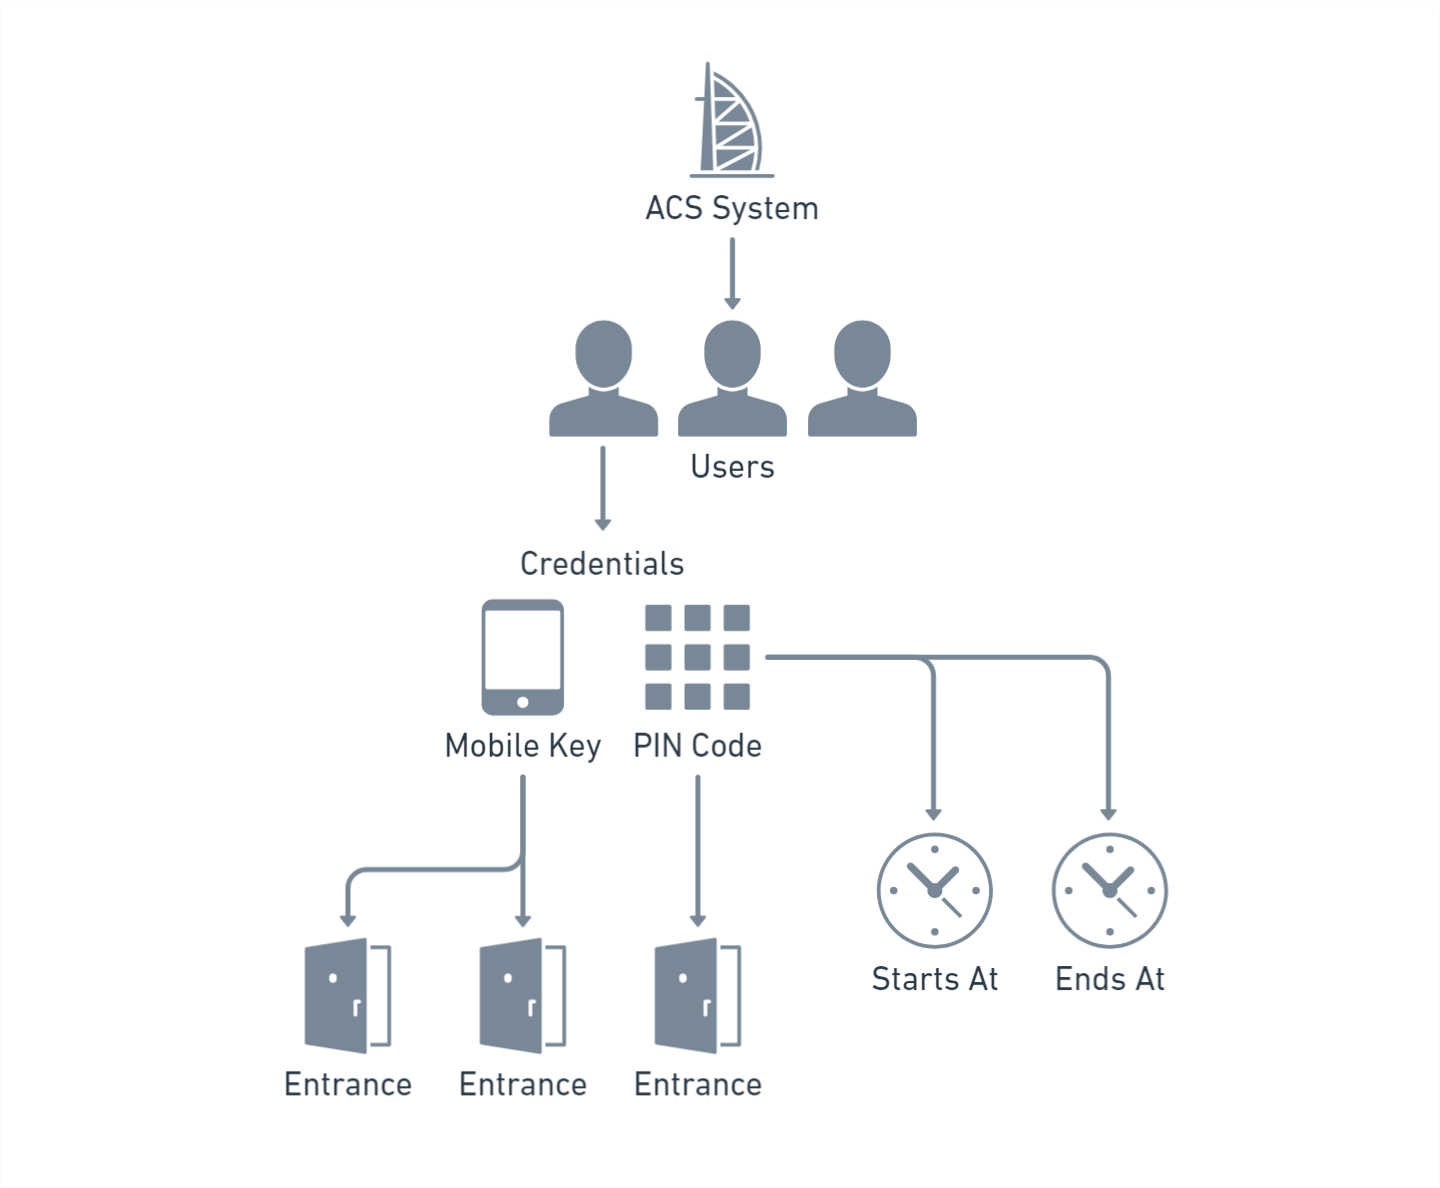 ACS System
Users
Credentials
Mobile Key
PIN Code
Starts At
Ends At
Entrance
Entrance
Entrance